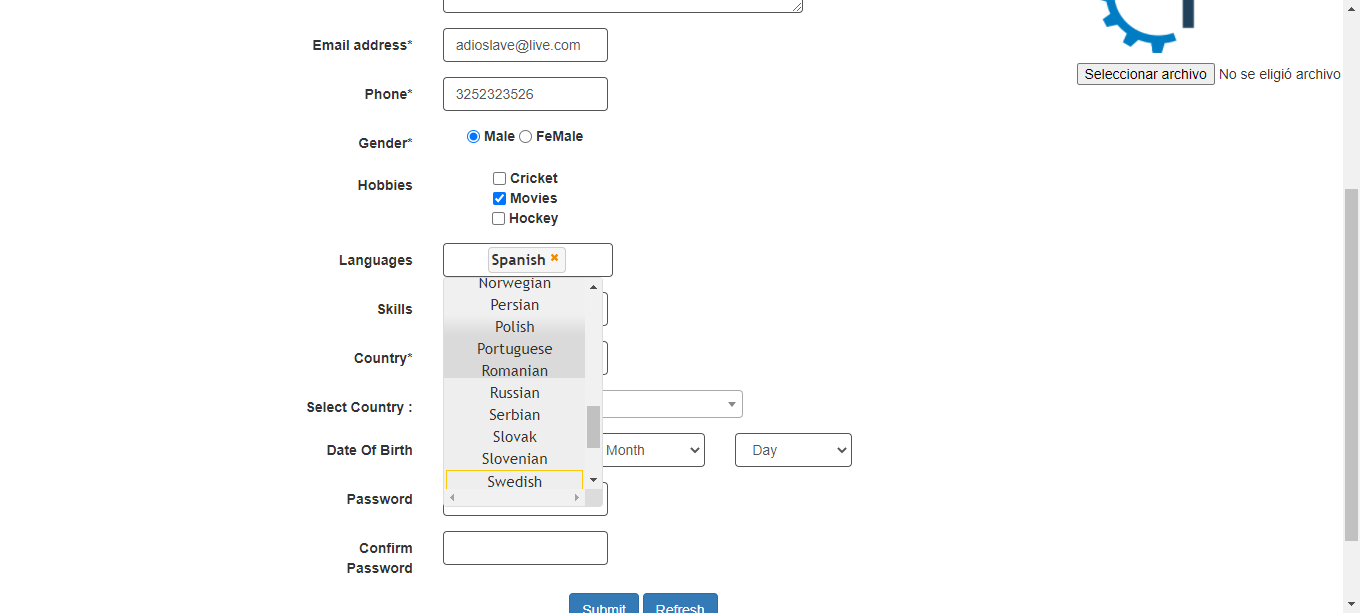 Email address*
adioslave@live.com
Seleccionar archivo No se eligió archivo
Phone*
3252323526
Gender*
Male FeMale
Hobbies
Cricket
Movies
Hockey
Languages
Spanish
Norwegian
Persian
Skills
Polish
Portuguese
Country*
Romanian
Russian
Select Country :
Serbian
Slovak
Date Of Birth
Month
Day
Slovenian
Swedish
Password
Confirm
Password
Submit Refresh